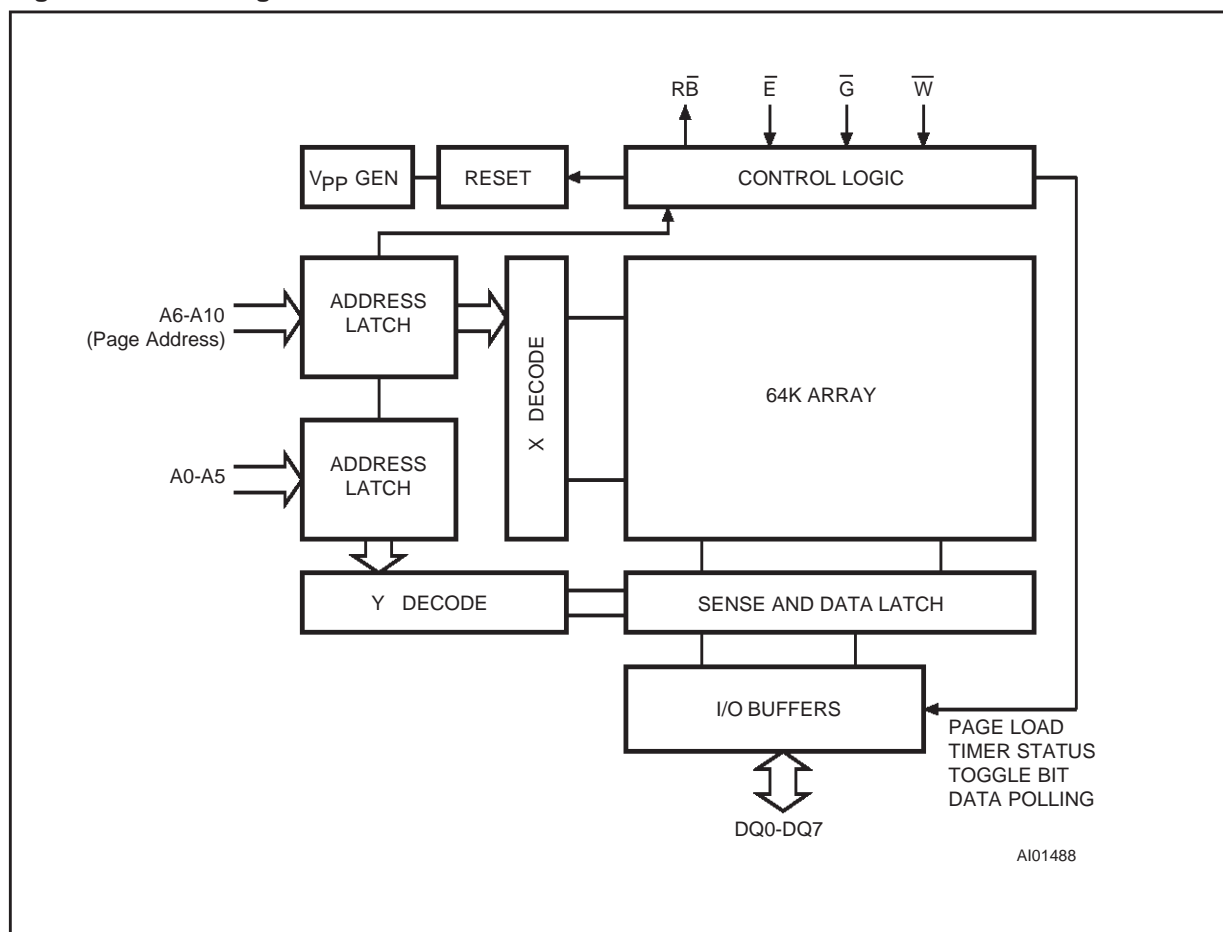 RB̅ E̅ G̅ W̅
VPP GEN RESET CONTROL LOGIC
A6-A10
(Page Address)
ADDRESS
LATCH
X DECODE
64K ARRAY
A0-A5
ADDRESS
LATCH
Y DECODE
SENSE AND DATA LATCH
I/O BUFFERS
PAGE LOAD
TIMER STATUS
TOGGLE BIT
DATA POLLING
DQ0-DQ7
AI01488